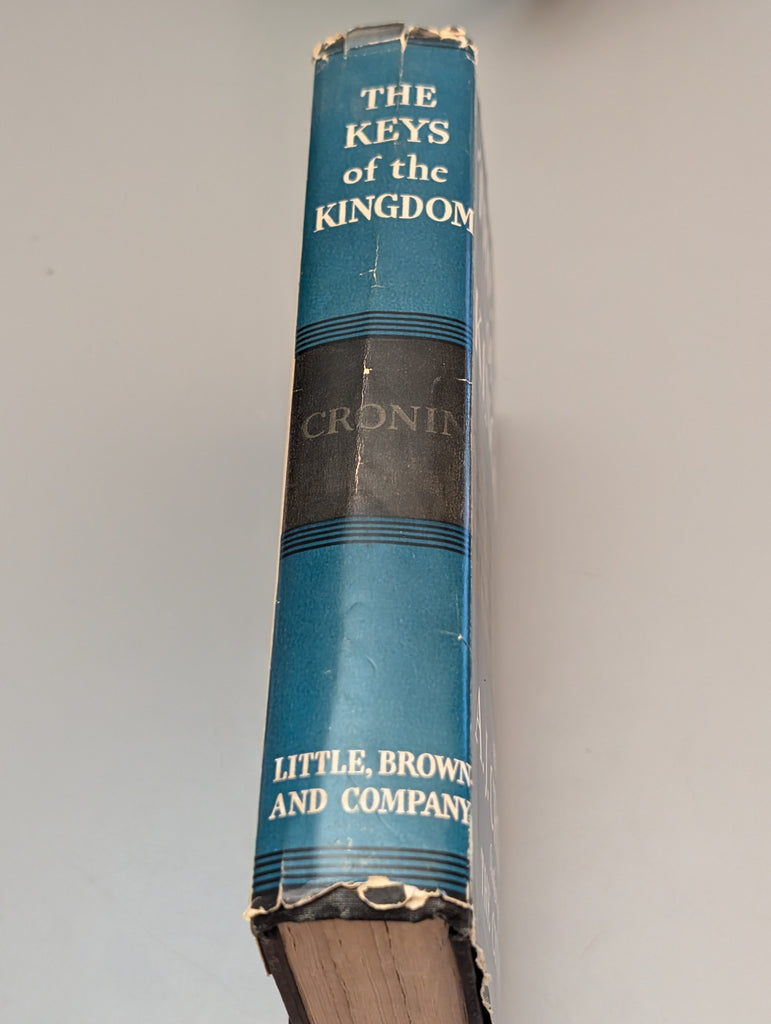 THE
KEYS
of the
KINGDOM
CRONIN
LITTLE, BROWN
AND COMPANY